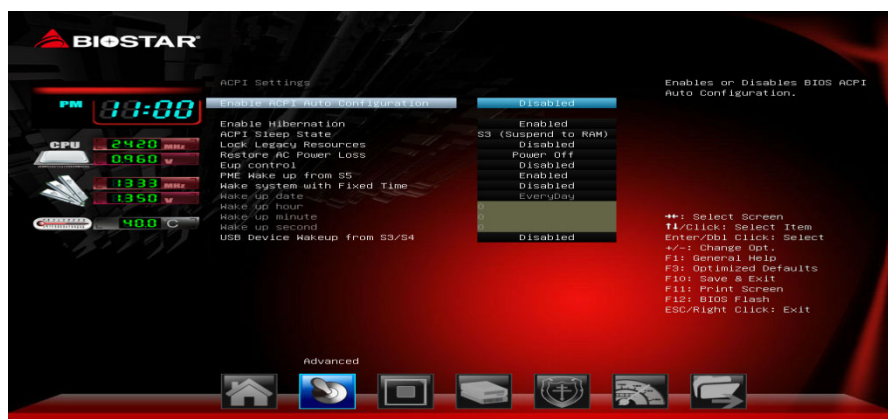 BIOSTAR
ACPI Settings
Enables or Disables BIOS ACPI
Auto Configuration.
PM 11:00
Enable ACPI Auto Configuration Disabled
Enable Hibernation Enabled
ACPI Sleep State S3 (Suspend to RAM)
Lock Legacy Resources Disabled
Restore AC Power Loss Power Off
Eup control Disabled
PME Wake up from S5 Enabled
Wake system with Fixed Time Disabled
Wake up date EveryDay
Wake up hour 0
Wake up minute 0
Wake up second 0
USB Device Wakeup from S3/S4 Disabled
CPU 2420 MHz
0.960 V
1333 MHz
1.350 V
40.0 C
→←: Select Screen
↑↓/Click: Select Item
Enter/Dbl Click: Select
+/-: Change Opt.
F1: General Help
F3: Optimized Defaults
F10: Save & Exit
F11: Print Screen
F12: BIOS Flash
ESC/Right Click: Exit
Advanced